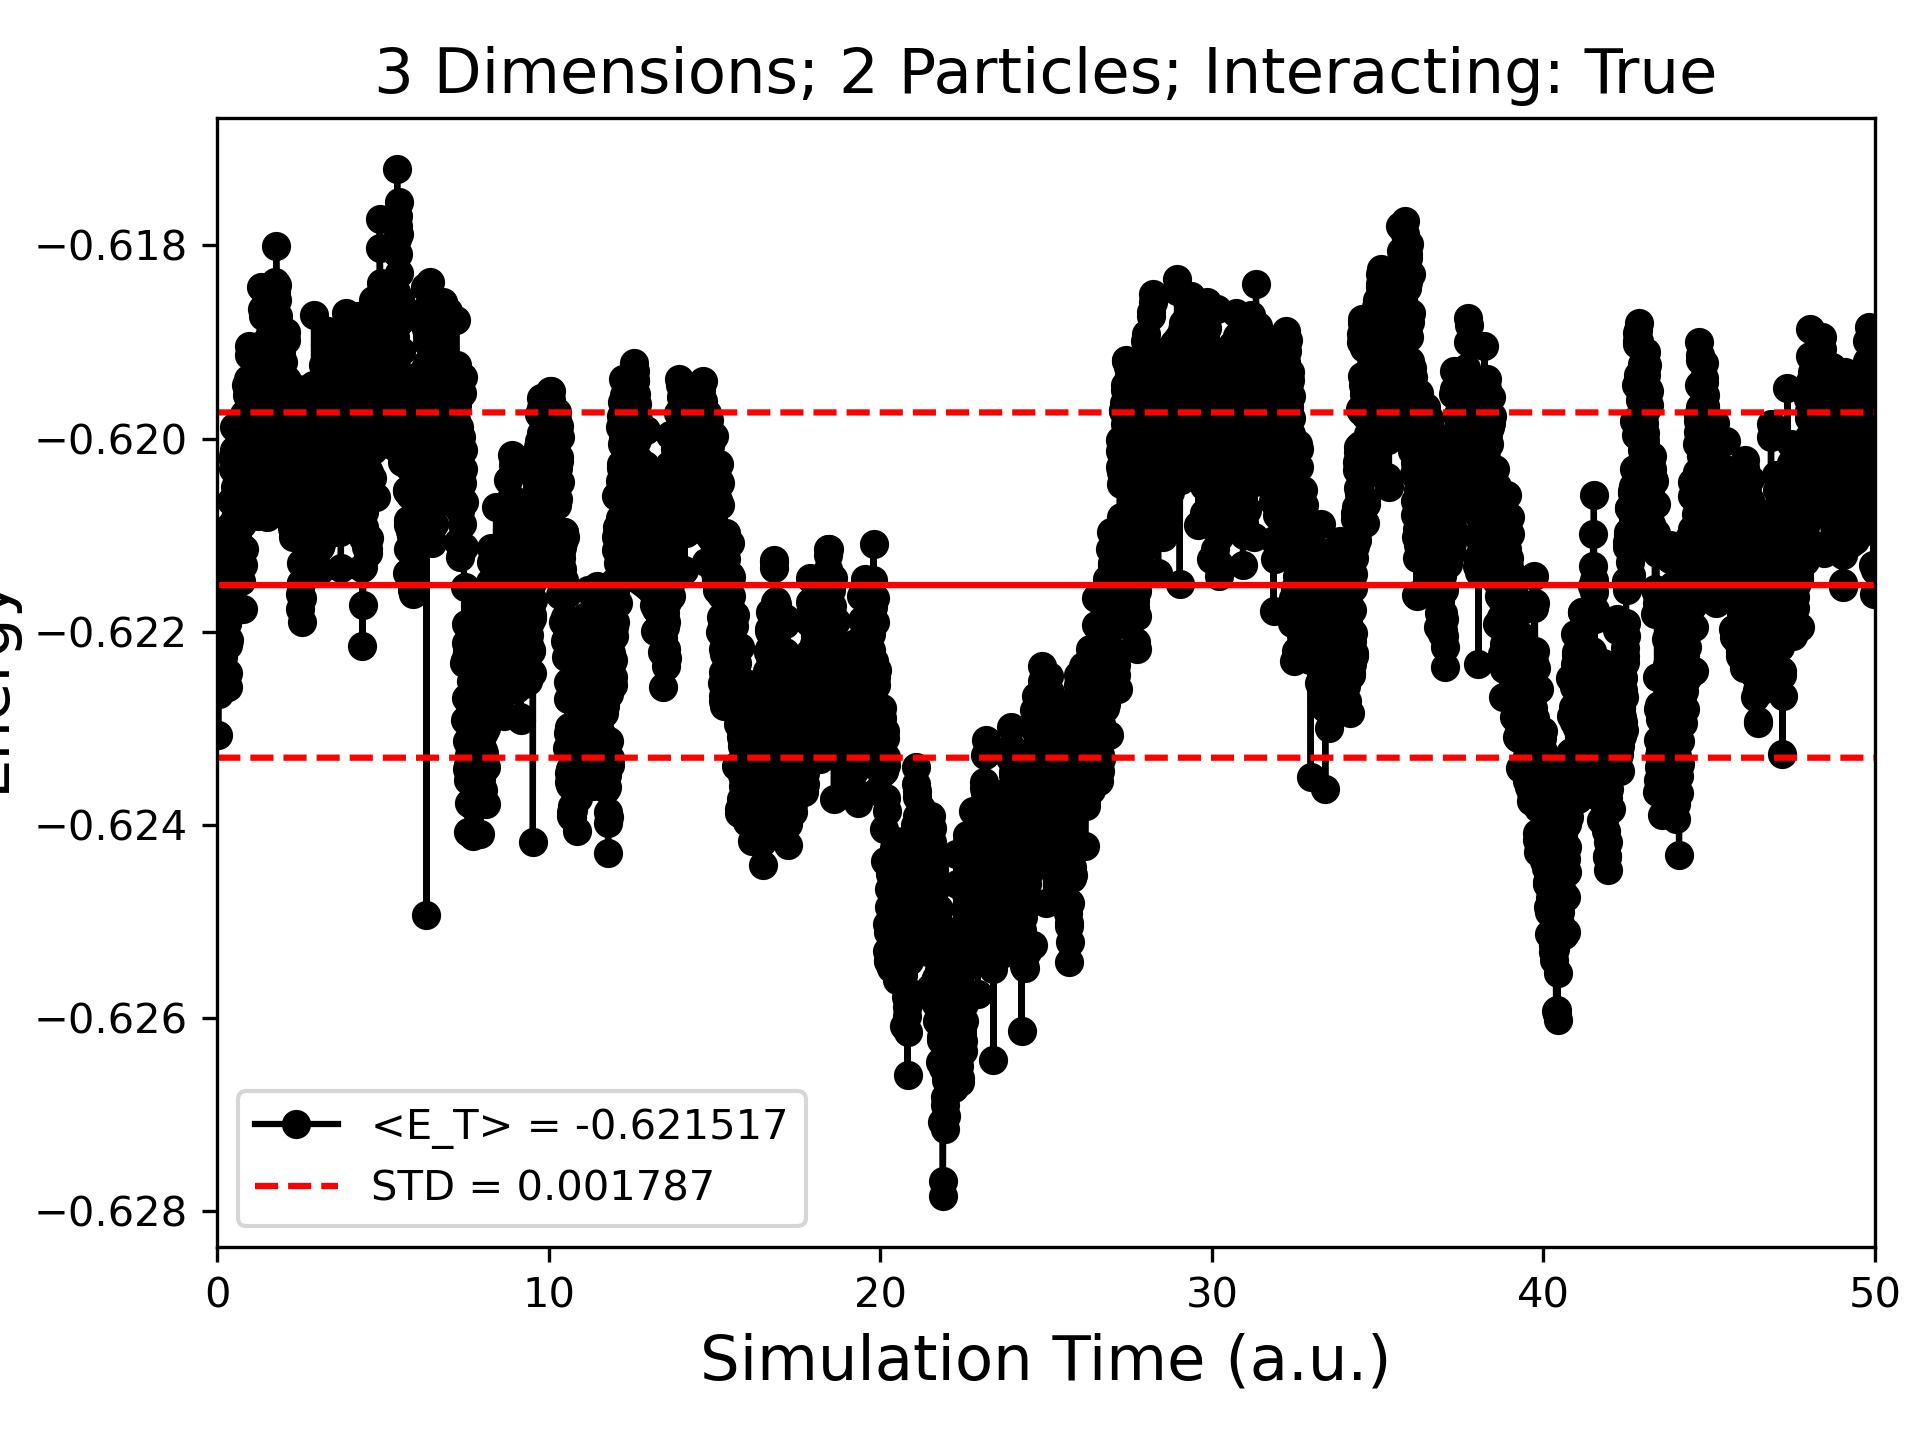 3 Dimensions; 2 Particles; Interacting: True
Energy
−0.618
−0.620
−0.622
−0.624
−0.626
−0.628
<E_T> = -0.621517
STD = 0.001787
0 10 20 30 40 50
Simulation Time (a.u.)